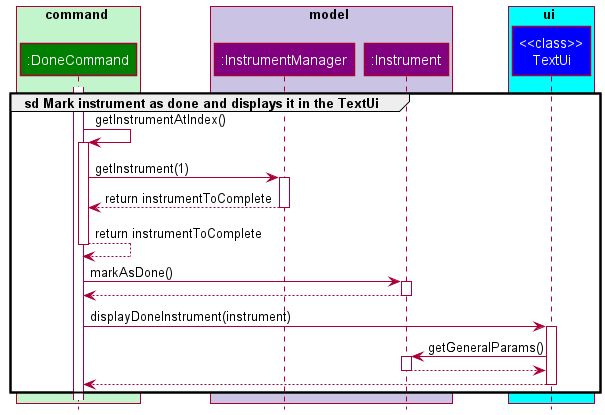 command
model
ui
:DoneCommand
:InstrumentManager
:Instrument
<<class>>
TextUi
sd Mark instrument as done and displays it in the TextUi
getInstrumentAtIndex()
getInstrument(1)
return instrumentToComplete
return instrumentToComplete
markAsDone()
displayDoneInstrument(instrument)
getGeneralParams()